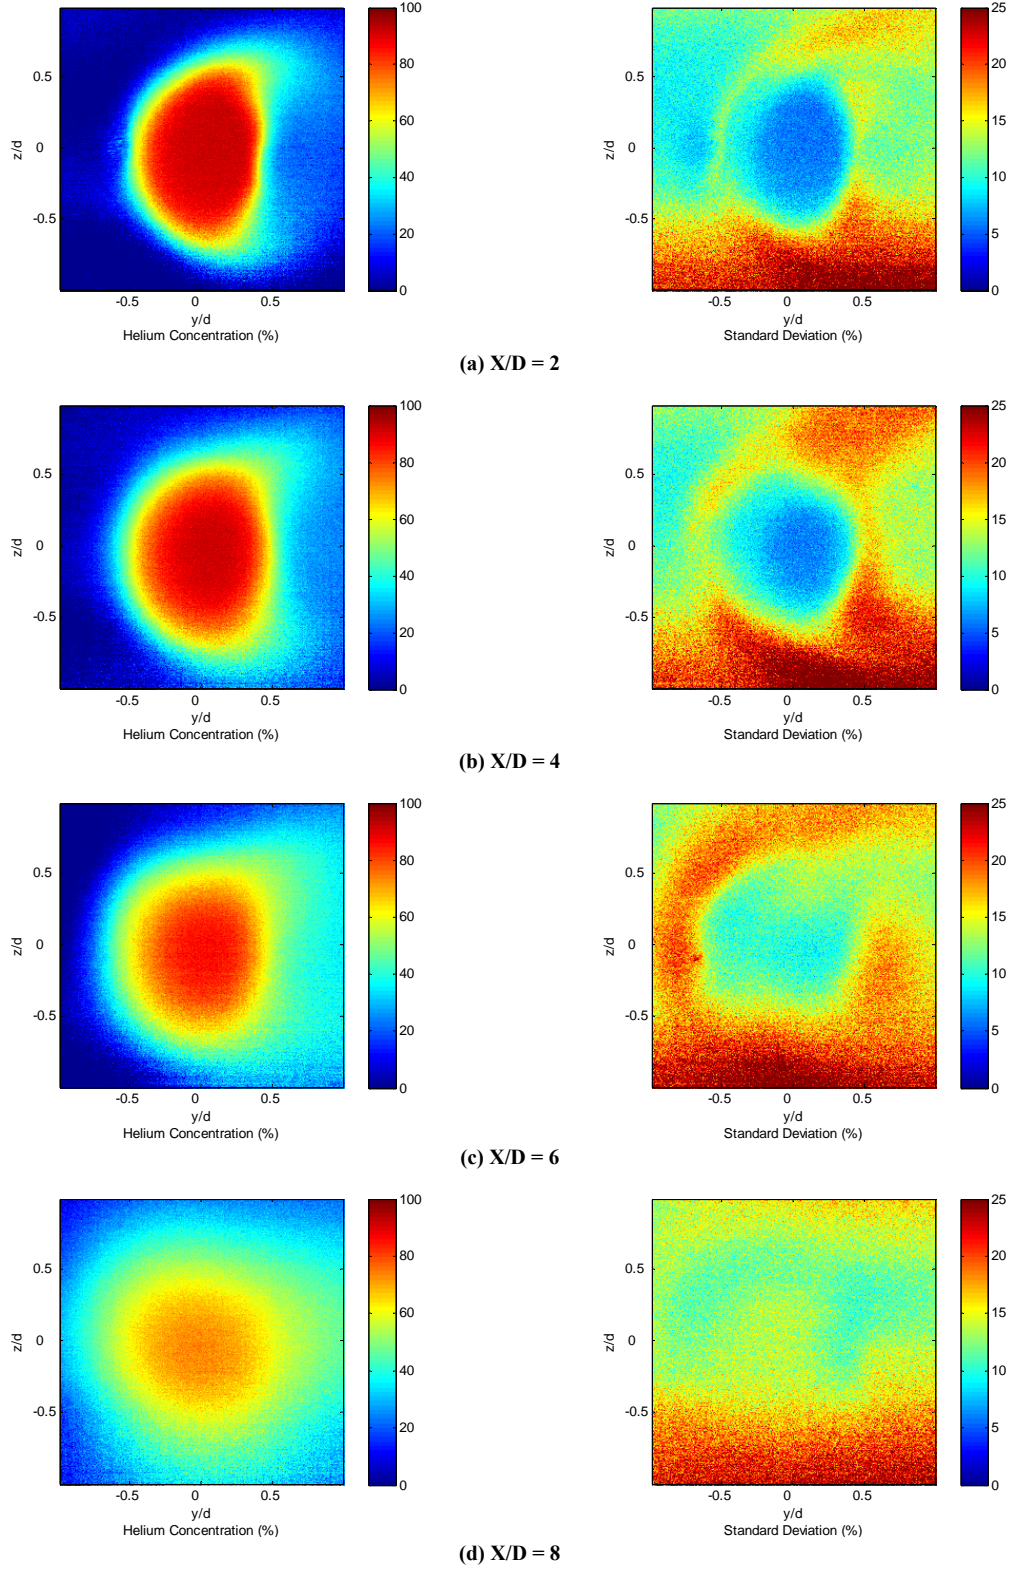 100
80
60
40
20
0
0.5
0
-0.5
z/d
-0.5 0 0.5
y/d
Helium Concentration (%)
25
20
15
10
5
0
0.5
0
-0.5
z/d
-0.5 0 0.5
y/d
Standard Deviation (%)
(a) X/D = 2
100
80
60
40
20
0
0.5
0
-0.5
z/d
-0.5 0 0.5
y/d
Helium Concentration (%)
25
20
15
10
5
0
0.5
0
-0.5
z/d
-0.5 0 0.5
y/d
Standard Deviation (%)
(b) X/D = 4
100
80
60
40
20
0
0.5
0
-0.5
z/d
-0.5 0 0.5
y/d
Helium Concentration (%)
25
20
15
10
5
0
0.5
0
-0.5
z/d
-0.5 0 0.5
y/d
Standard Deviation (%)
(c) X/D = 6
100
80
60
40
20
0
0.5
0
-0.5
z/d
-0.5 0 0.5
y/d
Helium Concentration (%)
25
20
15
10
5
0
0.5
0
-0.5
z/d
-0.5 0 0.5
y/d
Standard Deviation (%)
(d) X/D = 8